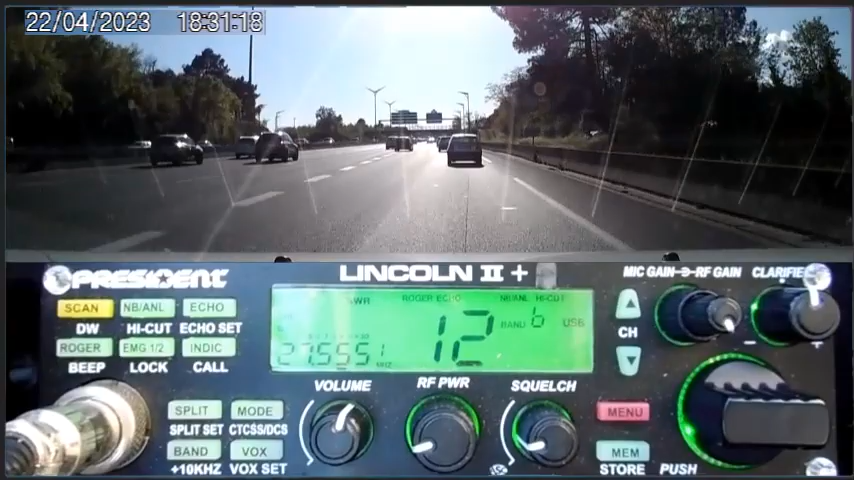 22/04/2023 18:31:18
PRESIDENT LINCOLN II + MIC GAIN RF GAIN CLARIFIE
SCAN NB/ANL ECHO
DW HI-CUT ECHO SET
ROGER EMG 1/2 INDIC
BEEP LOCK CALL
SWR ROGER ECHO NB/ANL HI-CUT
12 BAND b USB
27.555
CH
VOLUME RF PWR SQUELCH
SPLIT MODE
SPLIT SET CTCSS/DCS
BAND VOX
+10KHZ VOX SET
MENU
MEM
STORE PUSH